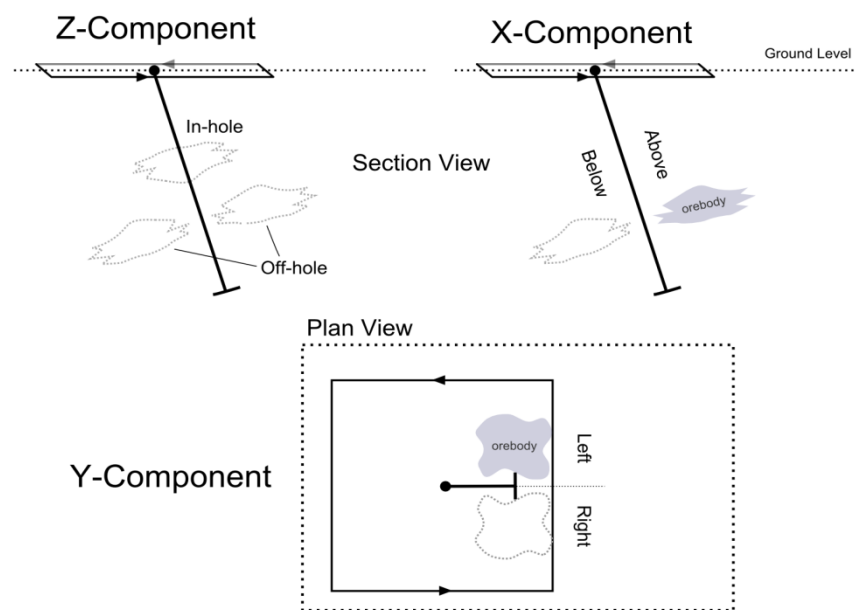 Z-Component
X-Component
Ground Level
In-hole
Section View
Above
Below
orebody
Off-hole
Plan View
Y-Component
orebody
Left
Right